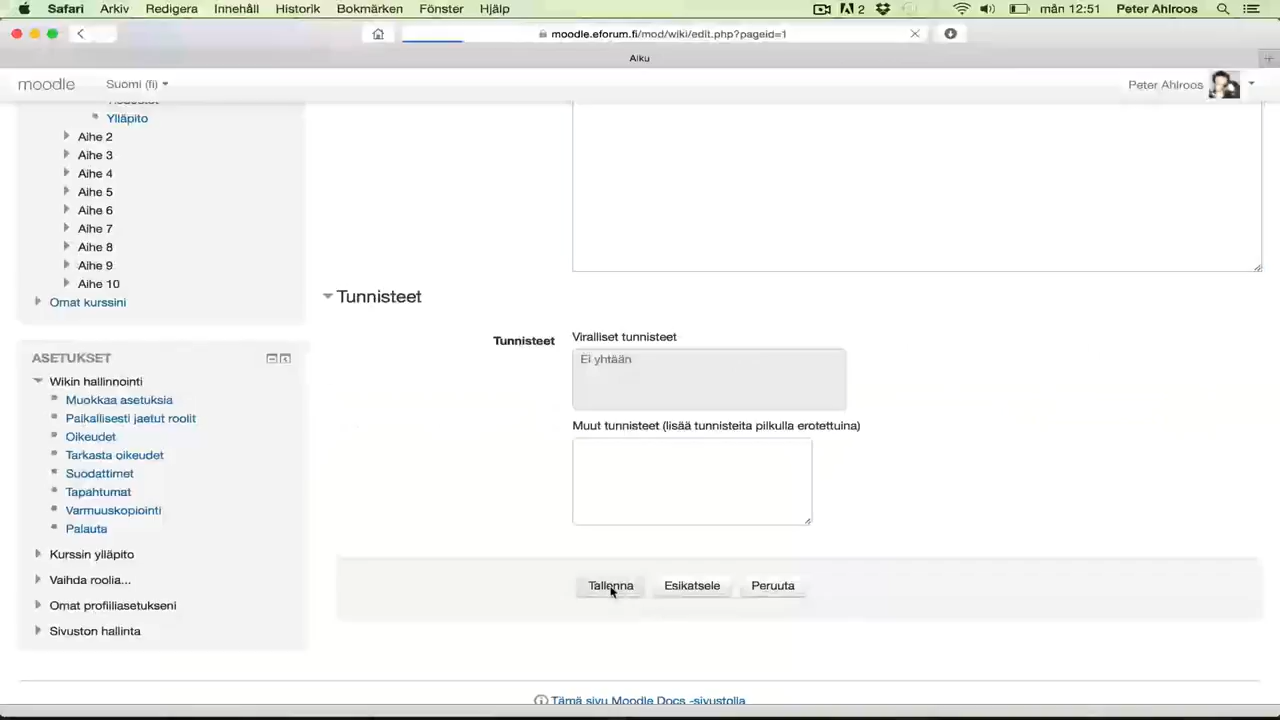 Safari Arkiv Redigera Innehåll Historik Bokmärken Fönster Hjälp 2 mån 12:51 Peter Ahlroos
moodle.eforum.fi/mod/wiki/edit.php?pageid=1
Aiku
moodle Suomi (fi) Peter Ahlroos
Ylläpito
Aihe 2
Aihe 3
Aihe 4
Aihe 5
Aihe 6
Aihe 7
Aihe 8
Aihe 9
Aihe 10
Omat kurssini
ASETUKSET
Wikin hallinnointi
Muokkaa asetuksia
Paikallisesti jaetut roolit
Oikeudet
Tarkasta oikeudet
Suodattimet
Tapahtumat
Varmuuskopiointi
Palauta
Kurssin ylläpito
Vaihda roolia...
Omat profiiliasetukseni
Sivuston hallinta
Tunnisteet
Tunnisteet
Viralliset tunnisteet
Ei yhtään
Muut tunnisteet (lisää tunnisteita pilkulla erotettuina)
Tallenna Esikatsele Peruuta
Tämä sivu Moodle Docs -sivustolla